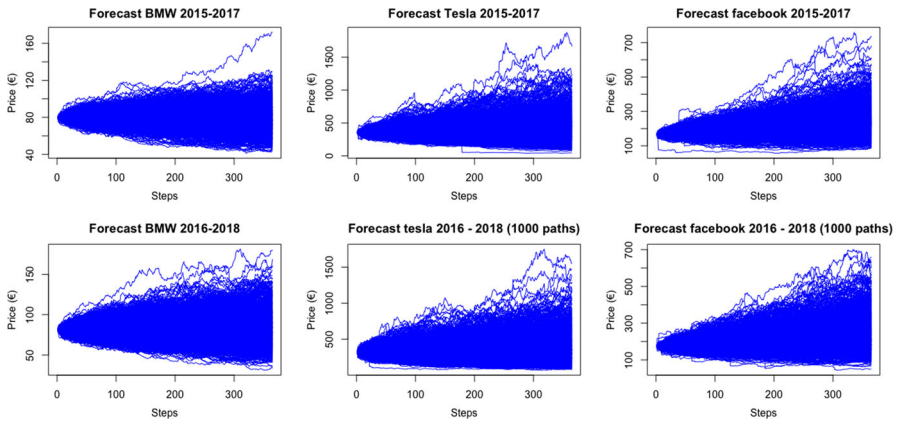 Forecast BMW 2015-2017
Price (€)
160
120
80
40
0 100 200 300
Steps
Forecast Tesla 2015-2017
Price (€)
1500
1000
500
0
0 100 200 300
Steps
Forecast facebook 2015-2017
Price (€)
700
500
300
100
0 100 200 300
Steps
Forecast BMW 2016-2018
Price (€)
150
100
50
0 100 200 300
Steps
Forecast tesla 2016 - 2018 (1000 paths)
Price (€)
1500
1000
500
0 100 200 300
Steps
Forecast facebook 2016 - 2018 (1000 paths)
Price (€)
700
500
300
100
0 100 200 300
Steps